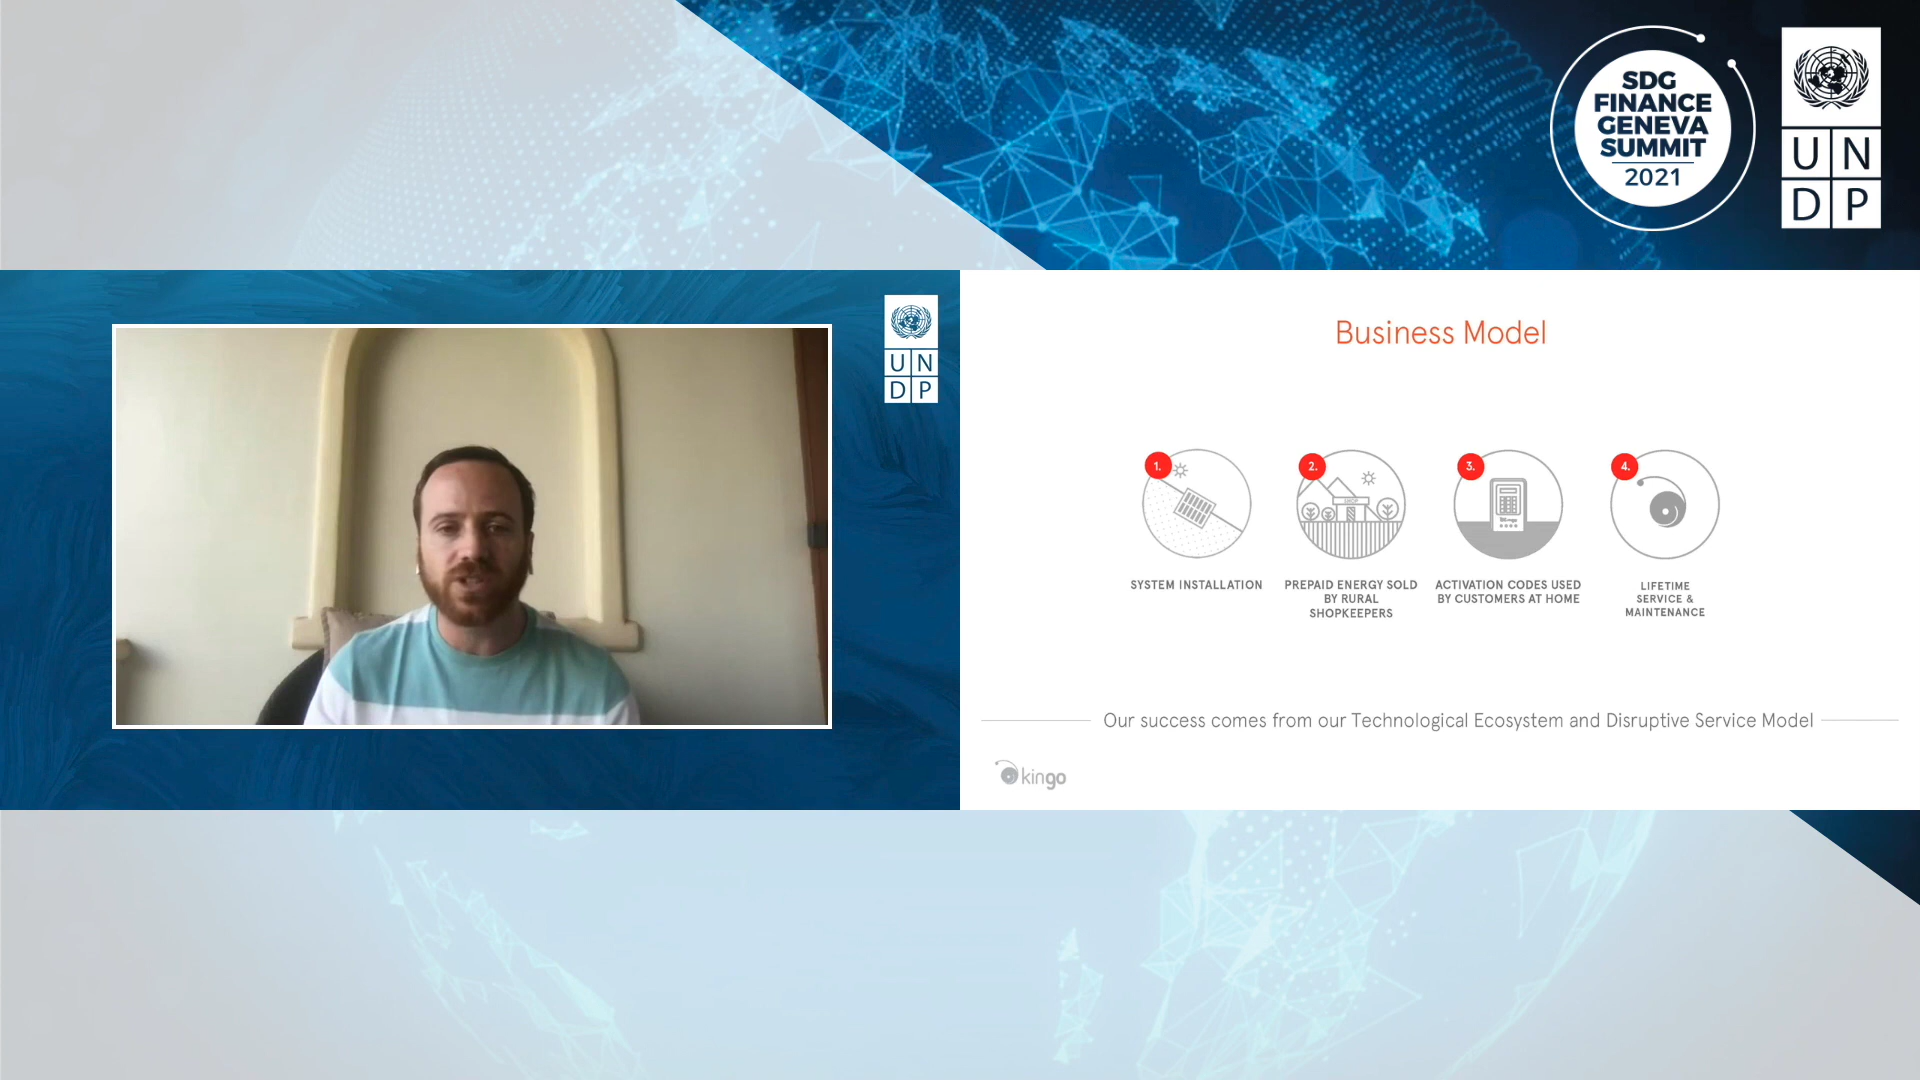 SDG
FINANCE
GENEVA
SUMMIT
2021
U N
D P
U N
D P
Business Model
1.
2.
3.
4.
SHOP
kingo
SYSTEM INSTALLATION
PREPAID ENERGY SOLD
BY RURAL
SHOPKEEPERS
ACTIVATION CODES USED
BY CUSTOMERS AT HOME
LIFETIME
SERVICE &
MAINTENANCE
Our success comes from our Technological Ecosystem and Disruptive Service Model
kingo